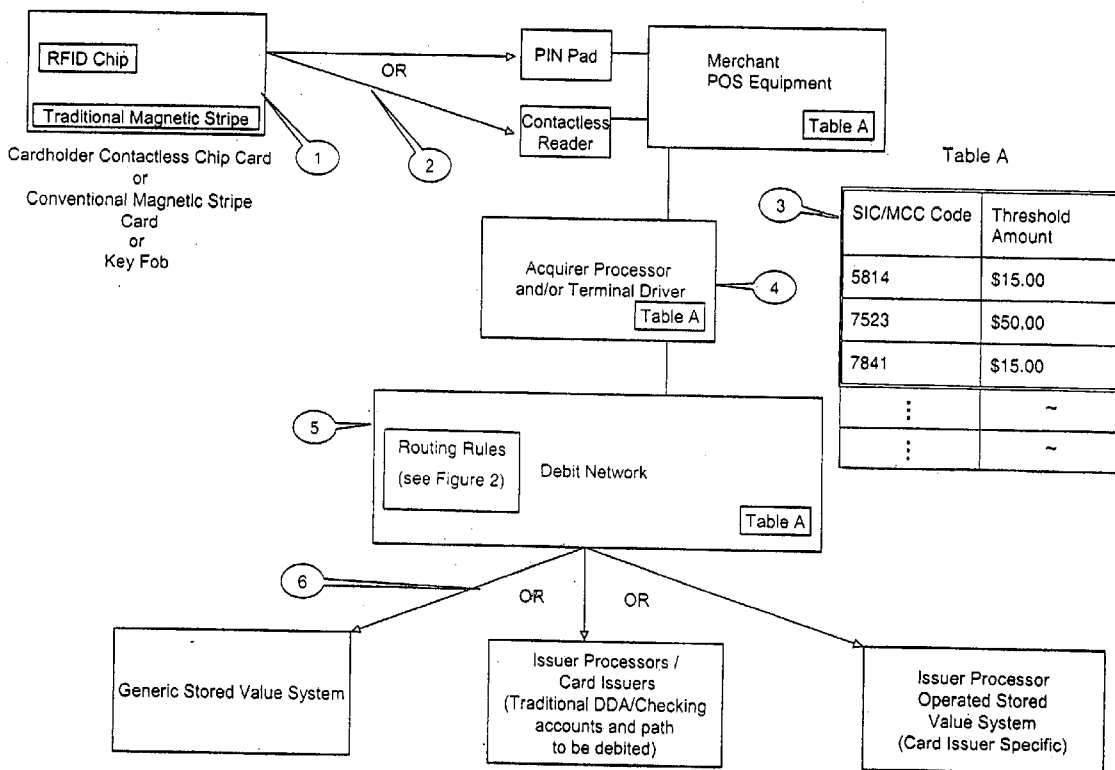 RFID Chip
Traditional Magnetic Stripe
Cardholder Contactless Chip Card
or
Conventional Magnetic Stripe
Card
or
Key Fob
1
OR
2
PIN Pad
Contactless
Reader
Merchant
POS Equipment
Table A
Table A
3
SIC/MCC Code Threshold
Amount
5814 $15.00
7523 $50.00
7841 $15.00
⋮ ~
⋮ ~
Acquirer Processor
and/or Terminal Driver
Table A
4
5
Routing Rules
(see Figure 2)
Debit Network
Table A
6
OR
OR
Generic Stored Value System
Issuer Processors /
Card Issuers
(Traditional DDA/Checking
accounts and path
to be debited)
Issuer Processor
Operated Stored
Value System
(Card Issuer Specific)